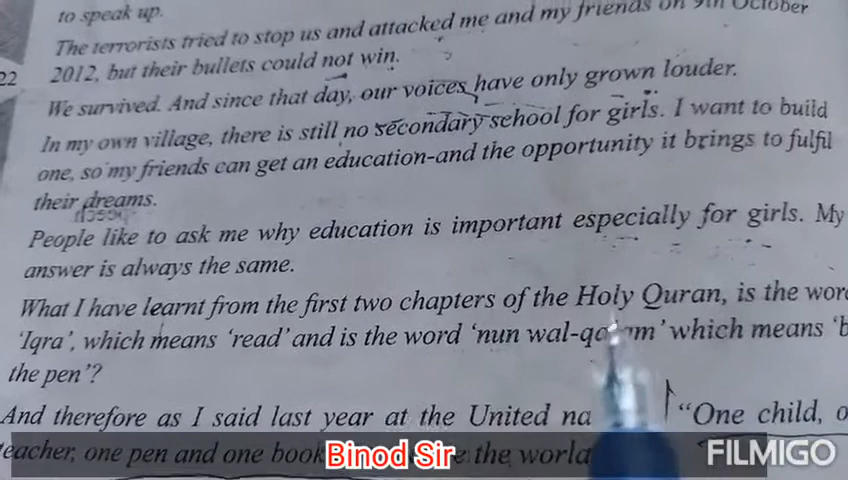 to speak up.
The terrorists tried to stop us and attacked me and my friends on 9th October
22 2012, but their bullets could not win.
We survived. And since that day, our voices have only grown louder.
In my own village, there is still no secondary school for girls. I want to build
one, so my friends can get an education-and the opportunity it brings to fulfil
their dreams.
People like to ask me why education is important especially for girls. My
answer is always the same.
What I have learnt from the first two chapters of the Holy Quran, is the wor
'Iqra', which means 'read' and is the word 'nun wal-qa am' which means 'b
the pen'?
And therefore as I said last year at the United na "One child, o
teacher, one pen and one book the world
Binod Sir
FILMIGO